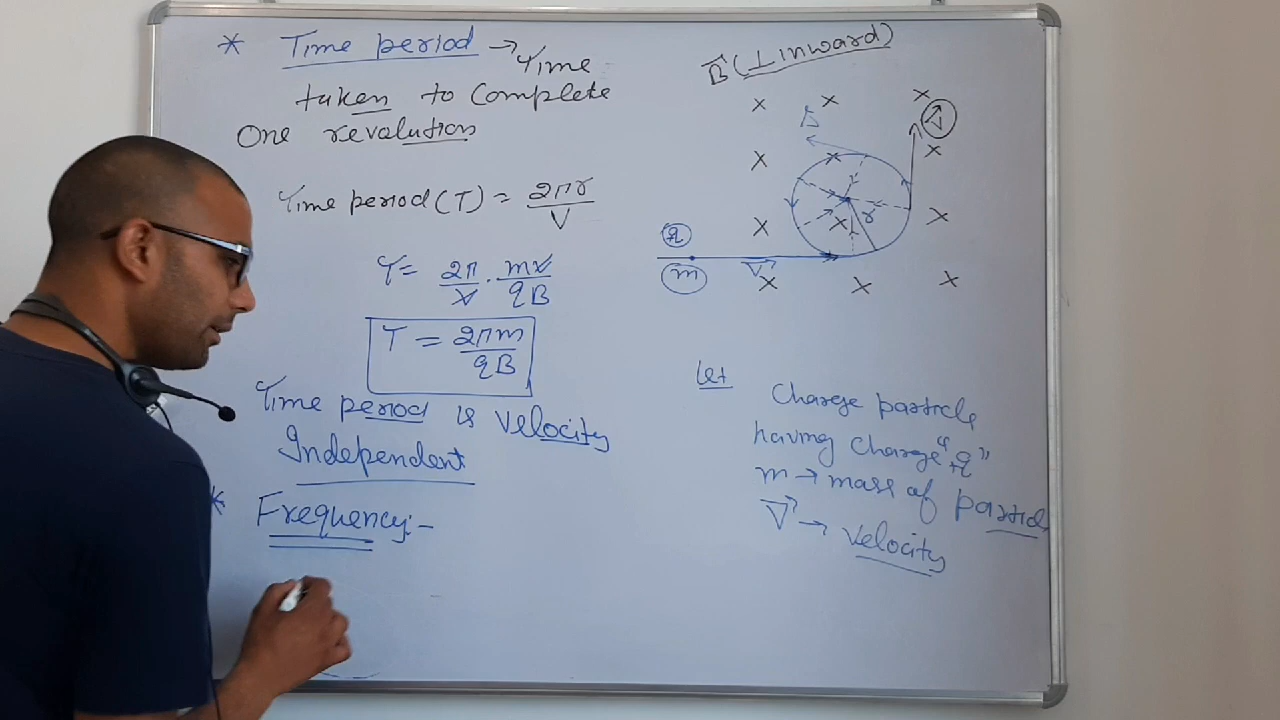 * Time period → Time
taken to complete
One revalution
Time period (T) = 2πr/V
T = 2π/v · mv/qB
T = 2πm/qB
Time period is velocity
Independent
* Frequency:-
B (⊥ inward)
x x x
v
x x x
r
x x x
q
m
v
x x x
Let
Charge particle
having charge "+q"
m → mass of particle
V → Velocity